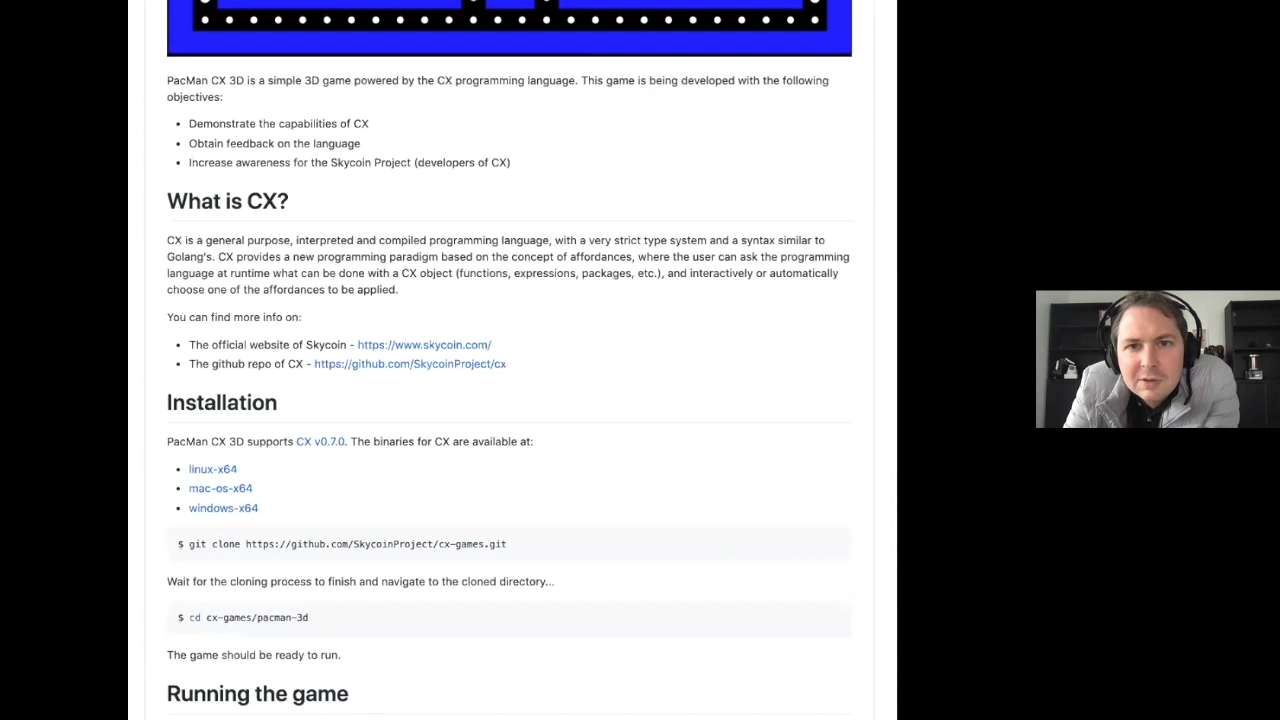 PacMan CX 3D is a simple 3D game powered by the CX programming language. This game is being developed with the following
objectives:
Demonstrate the capabilities of CX
Obtain feedback on the language
Increase awareness for the Skycoin Project (developers of CX)
What is CX?
CX is a general purpose, interpreted and compiled programming language, with a very strict type system and a syntax similar to
Golang's. CX provides a new programming paradigm based on the concept of affordances, where the user can ask the programming
language at runtime what can be done with a CX object (functions, expressions, packages, etc.), and interactively or automatically
choose one of the affordances to be applied.
You can find more info on:
The official website of Skycoin - https://www.skycoin.com/
The github repo of CX - https://github.com/SkycoinProject/cx
Installation
PacMan CX 3D supports CX v0.7.0. The binaries for CX are available at:
linux-x64
mac-os-x64
windows-x64
$ git clone https://github.com/SkycoinProject/cx-games.git
Wait for the cloning process to finish and navigate to the cloned directory...
$ cd cx-games/pacman-3d
The game should be ready to run.
Running the game